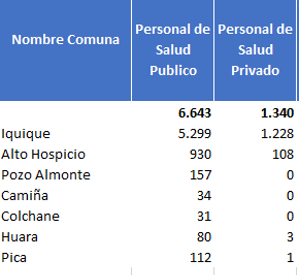 Nombre Comuna Personal de Salud Publico Personal de Salud Privado
6.643 1.340
Iquique 5.299 1.228
Alto Hospicio 930 108
Pozo Almonte 157 0
Camiña 34 0
Colchane 31 0
Huara 80 3
Pica 112 1